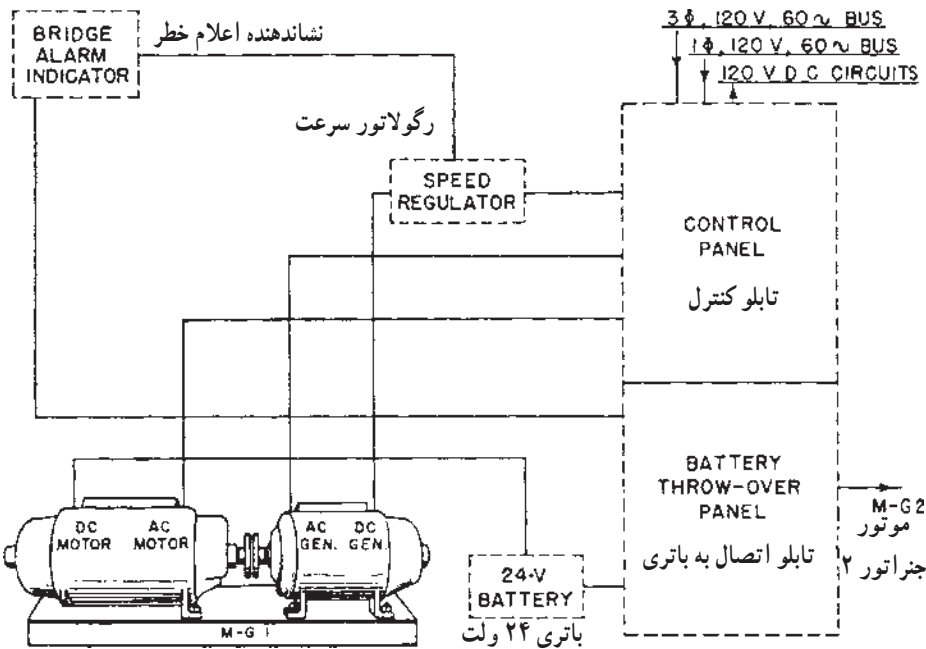 BRIDGE
ALARM
INDICATOR
نشاندهنده اعلام خطر
3 Φ, 120 V, 60 ~ BUS
1 Φ, 120 V, 60 ~ BUS
120 V D C CIRCUITS
رگولاتور سرعت
SPEED
REGULATOR
CONTROL
PANEL
تابلو کنترل
BATTERY
THROW-OVER
PANEL
تابلو اتصال به باتری
M-G2
موتور
جنراتور ۲
DC
MOTOR
AC
MOTOR
AC
GEN.
DC
GEN
M-G 1
24-V
BATTERY
باتری ۲۴ ولت